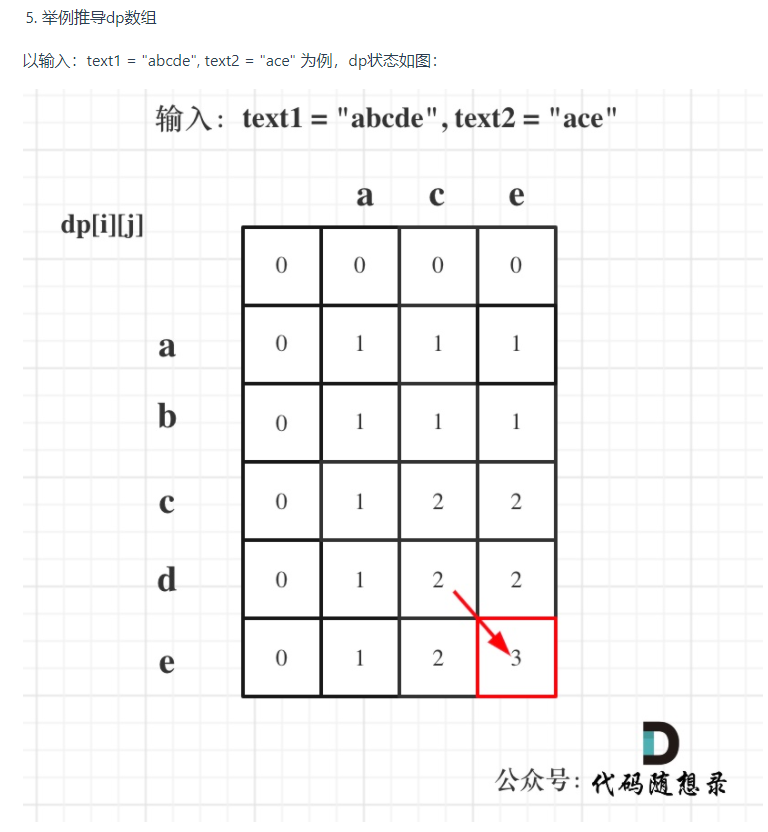 5. 举例推导dp数组
以输入：text1 = "abcde", text2 = "ace" 为例，dp状态如图：
输入：text1 = "abcde", text2 = "ace"
a c e
dp[i][j]
0 0 0 0
a 0 1 1 1
b 0 1 1 1
c 0 1 2 2
d 0 1 2 2
e 0 1 2 3
公众号：代码随想录